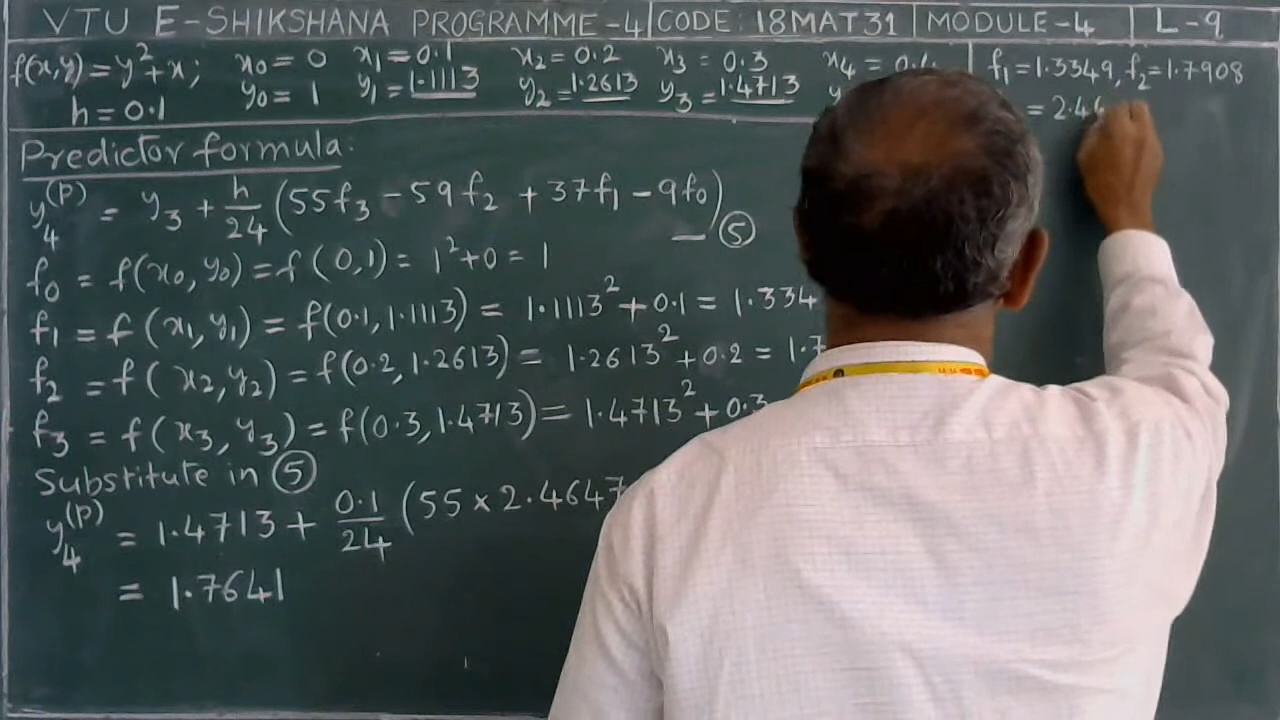 VTU E-SHIKSHANA PROGRAMME-4 CODE: 18MAT31 MODULE-4 L-9
f(x,y) = y²+x; x₀ = 0 x₁ = 0.1 x₂ = 0.2 x₃ = 0.3 x₄ = 0.4 f₁ = 1.3349, f₂ = 1.7908
h = 0.1 y₀ = 1 y₁ = 1.1113 y₂ = 1.2613 y₃ = 1.4713 = 2.46
Predictor formula:
y₄⁽ᴾ⁾ = y₃ + h/24 (55f₃ - 59f₂ + 37f₁ - 9f₀) — ⑤
f₀ = f(x₀, y₀) = f(0,1) = 1²+0 = 1
f₁ = f(x₁, y₁) = f(0.1, 1.1113) = 1.1113² + 0.1 = 1.334
f₂ = f(x₂, y₂) = f(0.2, 1.2613) = 1.2613² + 0.2 = 1.7
f₃ = f(x₃, y₃) = f(0.3, 1.4713) = 1.4713² + 0.3
Substitute in ⑤
y₄⁽ᴾ⁾ = 1.4713 + 0.1/24 (55 × 2.4647
= 1.7641